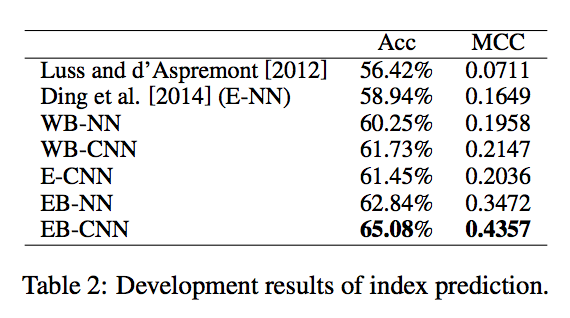 Acc MCC
Luss and d'Aspremont [2012] 56.42% 0.0711
Ding et al. [2014] (E-NN) 58.94% 0.1649
WB-NN 60.25% 0.1958
WB-CNN 61.73% 0.2147
E-CNN 61.45% 0.2036
EB-NN 62.84% 0.3472
EB-CNN 65.08% 0.4357
Table 2: Development results of index prediction.